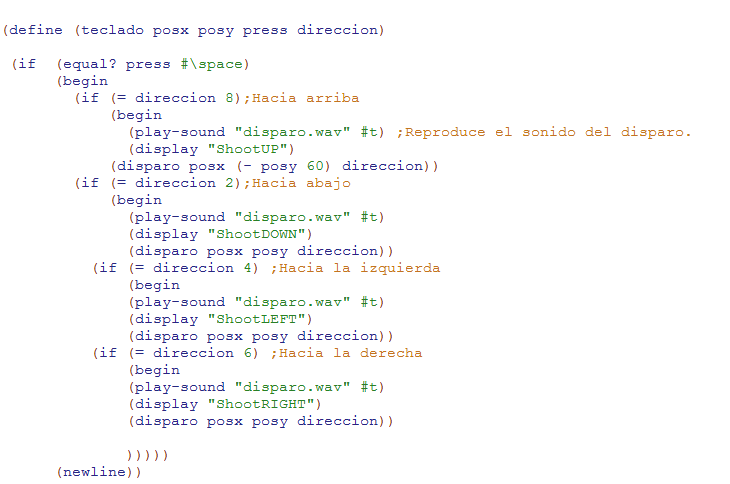 (define (teclado posx posy press direccion)
(if (equal? press #\space)
(begin
(if (= direccion 8);Hacia arriba
(begin
(play-sound "disparo.wav" #t) ;Reproduce el sonido del disparo.
(display "ShootUP")
(disparo posx (- posy 60) direccion))
(if (= direccion 2);Hacia abajo
(begin
(play-sound "disparo.wav" #t)
(display "ShootDOWN")
(disparo posx posy direccion))
(if (= direccion 4) ;Hacia la izquierda
(begin
(play-sound "disparo.wav" #t)
(display "ShootLEFT")
(disparo posx posy direccion))
(if (= direccion 6) ;Hacia la derecha
(begin
(play-sound "disparo.wav" #t)
(display "ShootRIGHT")
(disparo posx posy direccion))
)))))
(newline))